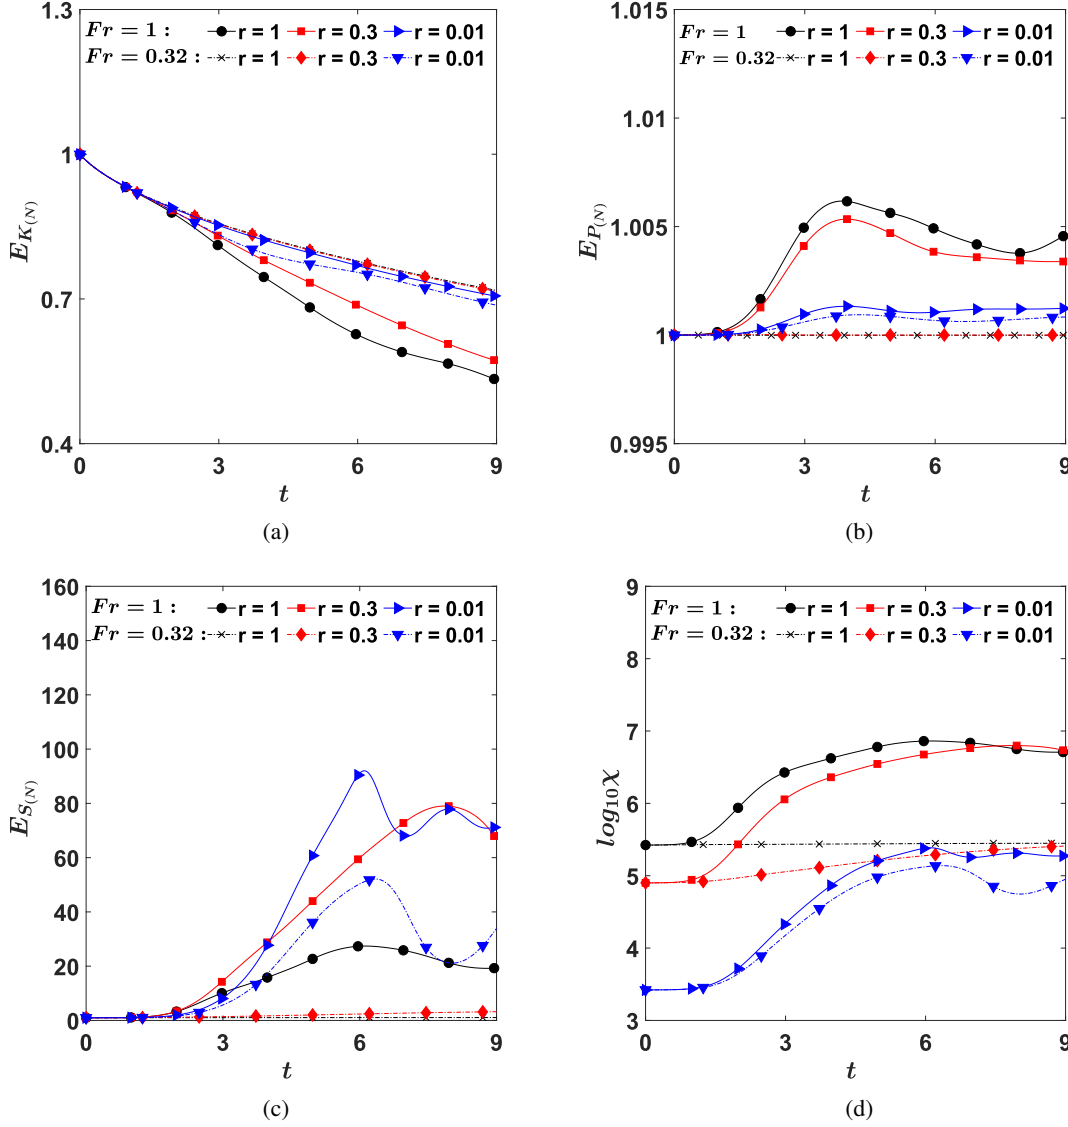 1.3
1
0.7
0.4
0 3 6 9
E_{K_{(N)}}
t
Fr = 1 : r = 1 r = 0.3 r = 0.01
Fr = 0.32 : r = 1 r = 0.3 r = 0.01
(a)
1.015
1.01
1.005
1
0.995
0 3 6 9
E_{P_{(N)}}
t
Fr = 1 r = 1 r = 0.3 r = 0.01
Fr = 0.32 r = 1 r = 0.3 r = 0.01
(b)
160
140
120
100
80
60
40
20
0
0 3 6 9
E_{S_{(N)}}
t
Fr = 1 : r = 1 r = 0.3 r = 0.01
Fr = 0.32 : r = 1 r = 0.3 r = 0.01
(c)
9
8
7
6
5
4
3
0 3 6 9
log_{10}χ
t
Fr = 1 : r = 1 r = 0.3 r = 0.01
Fr = 0.32 : r = 1 r = 0.3 r = 0.01
(d)